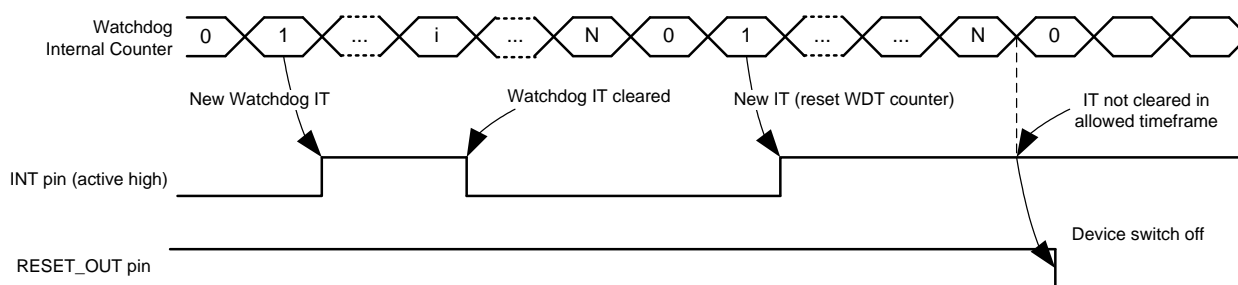 Watchdog
Internal Counter
0 1 ... i ... N 0 1 ... ... N 0
New Watchdog IT
Watchdog IT cleared
New IT (reset WDT counter)
IT not cleared in
allowed timeframe
INT pin (active high)
Device switch off
RESET_OUT pin